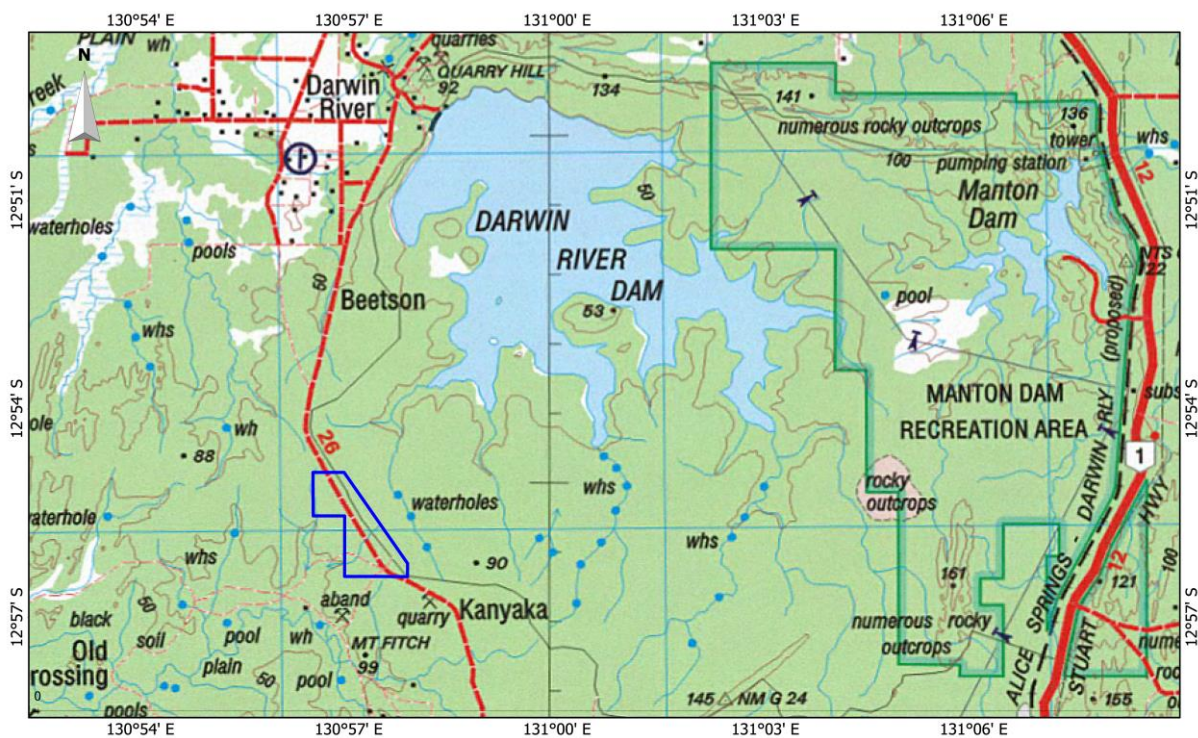 130°54' E
130°57' E
131°00' E
131°03' E
131°06' E
PLAIN
wh
quarries
N
QUARRY HILL
92
134
141
Darwin
River
numerous rocky outcrops
136
tower
whs
100
pumping station
12
12°51' S
12°51' S
50
Manton
Dam
waterholes
DARWIN
RIVER
DAM
pools
NTS
122
50
Beetson
53
pool
whs
(proposed)
12°54' S
12°54' S
MANTON DAM
RECREATION AREA
subs
RLY
26
wh
88
1
rocky
outcrops
waterholes
whs
DARWIN
whs
whs
HWY
90
161
12
121
100
aband
quarry
Kanyaka
12°57' S
12°57' S
black
soil
plain
50
pool
wh
numerous rocky
outcrops
SPRINGS -
ALICE
STUART
Old
rossing
MT FITCH
99
50
pool
0
pools
145
NM G 24
155
130°54' E
130°57' E
131°00' E
131°03' E
131°06' E